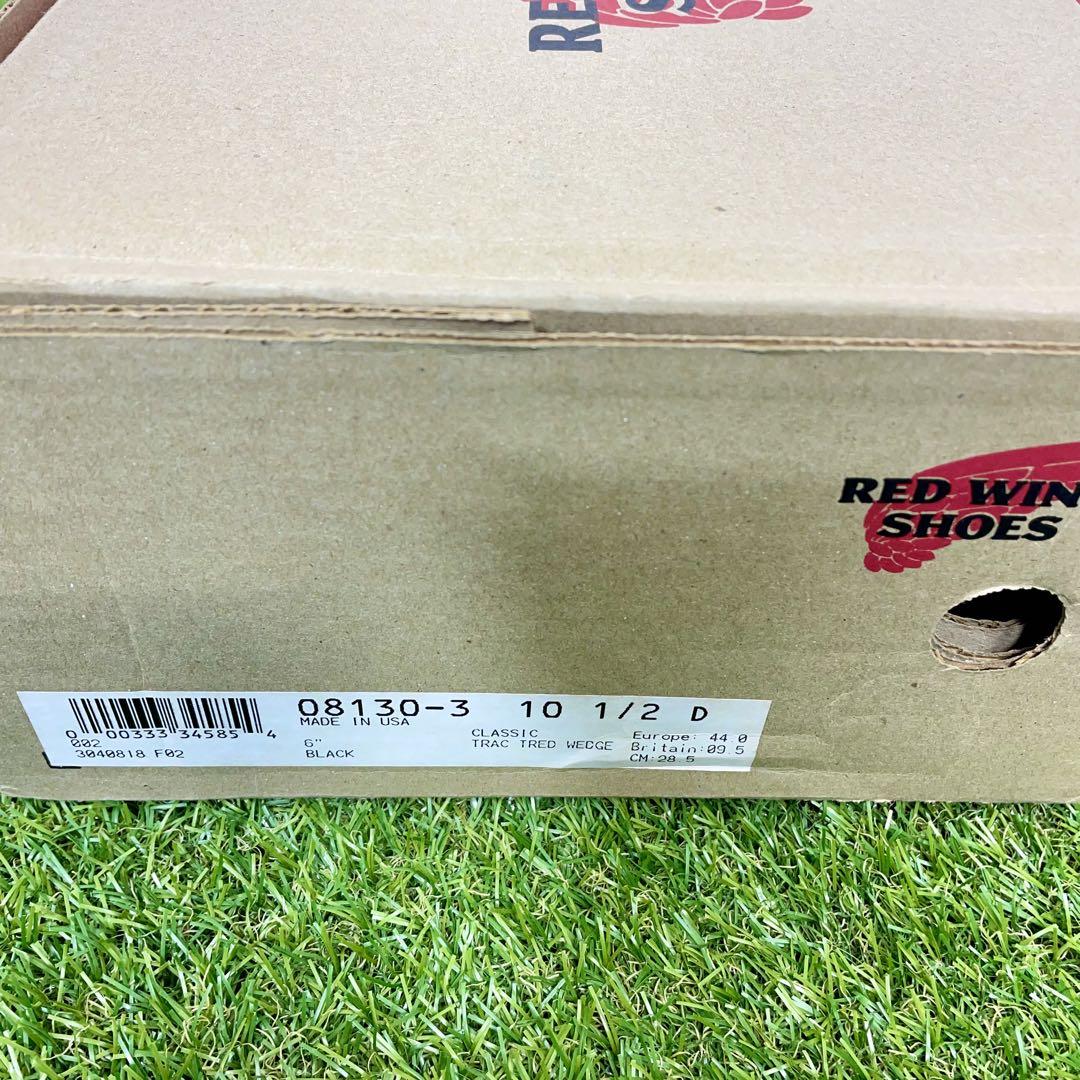 RE
S
RED WIN
SHOES
08130-3 10 1/2 D
MADE IN USA
0 00333 34585 4
002
3040818 F02
6"
BLACK
CLASSIC
TRAC TRED WEDGE
Europe: 44.0
Britain:09.5
CM:28.5